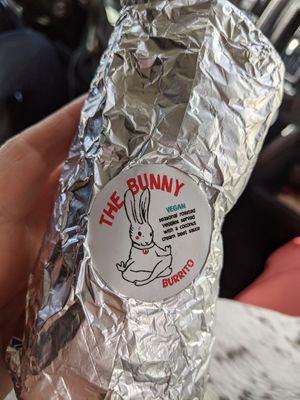 THE BUNNY
VEGAN
seasonal roasted
veggies served
with a coconut
cream beet sauce
BURRITO